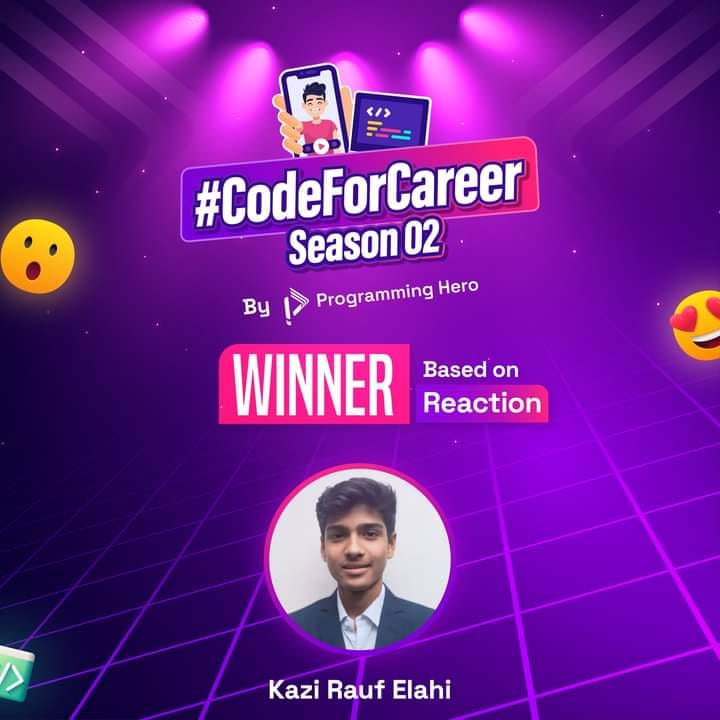 </>
#CodeForCareer
Season 02
By Programming Hero
WINNER
Based on
Reaction
Kazi Rauf Elahi
</>